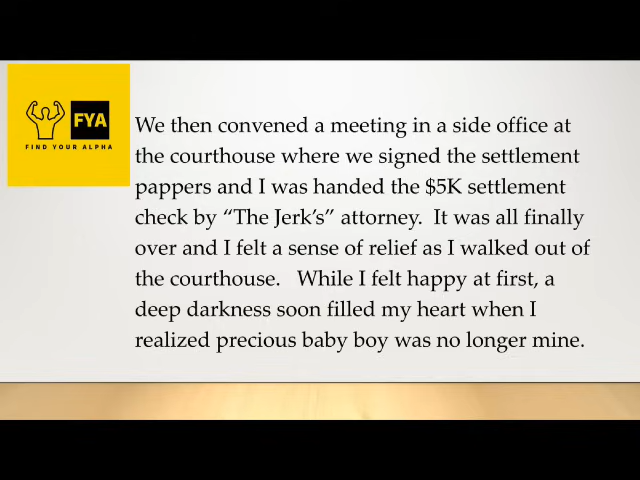 FYA
FIND YOUR ALPHA
We then convened a meeting in a side office at
the courthouse where we signed the settlement
pappers and I was handed the $5K settlement
check by “The Jerk’s” attorney.  It was all finally
over and I felt a sense of relief as I walked out of
the courthouse.   While I felt happy at first, a
deep darkness soon filled my heart when I
realized precious baby boy was no longer mine.